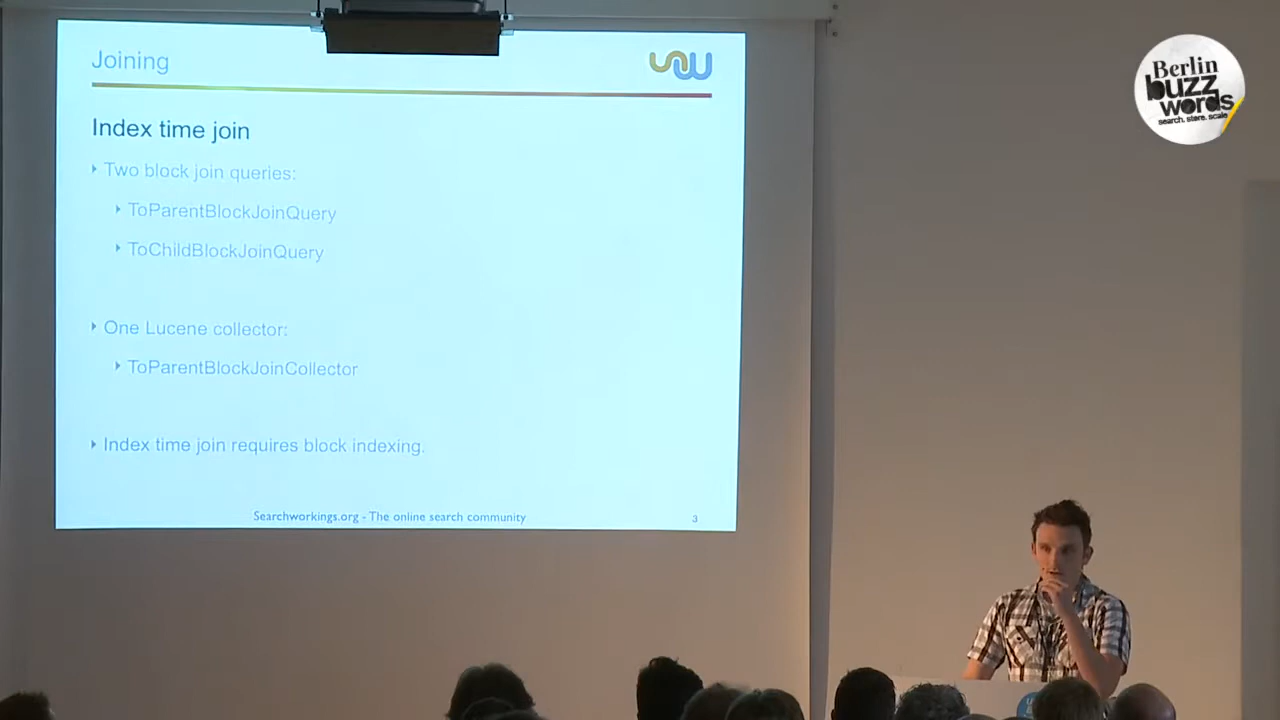 Joining
Index time join
Two block join queries:
ToParentBlockJoinQuery
ToChildBlockJoinQuery
One Lucene collector:
ToParentBlockJoinCollector
Index time join requires block indexing.
Searchworkings.org - The online search community
3
Berlin
buzz
words
search. store. scale